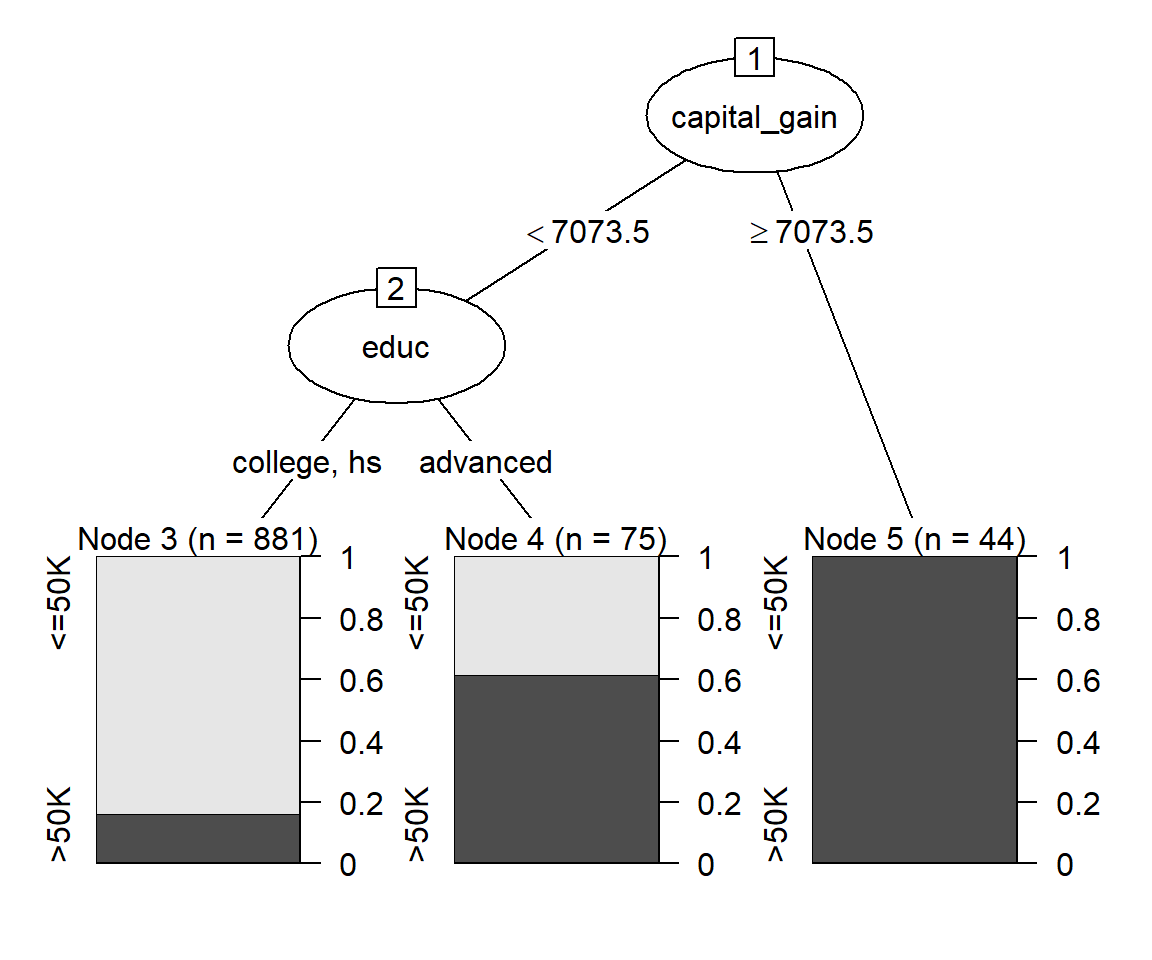 1
capital_gain
< 7073.5
≥ 7073.5
2
educ
college, hs
advanced
Node 3 (n = 881)
<=50K
>50K
1
0.8
0.6
0.4
0.2
0
Node 4 (n = 75)
<=50K
>50K
1
0.8
0.6
0.4
0.2
0
Node 5 (n = 44)
<=50K
>50K
1
0.8
0.6
0.4
0.2
0